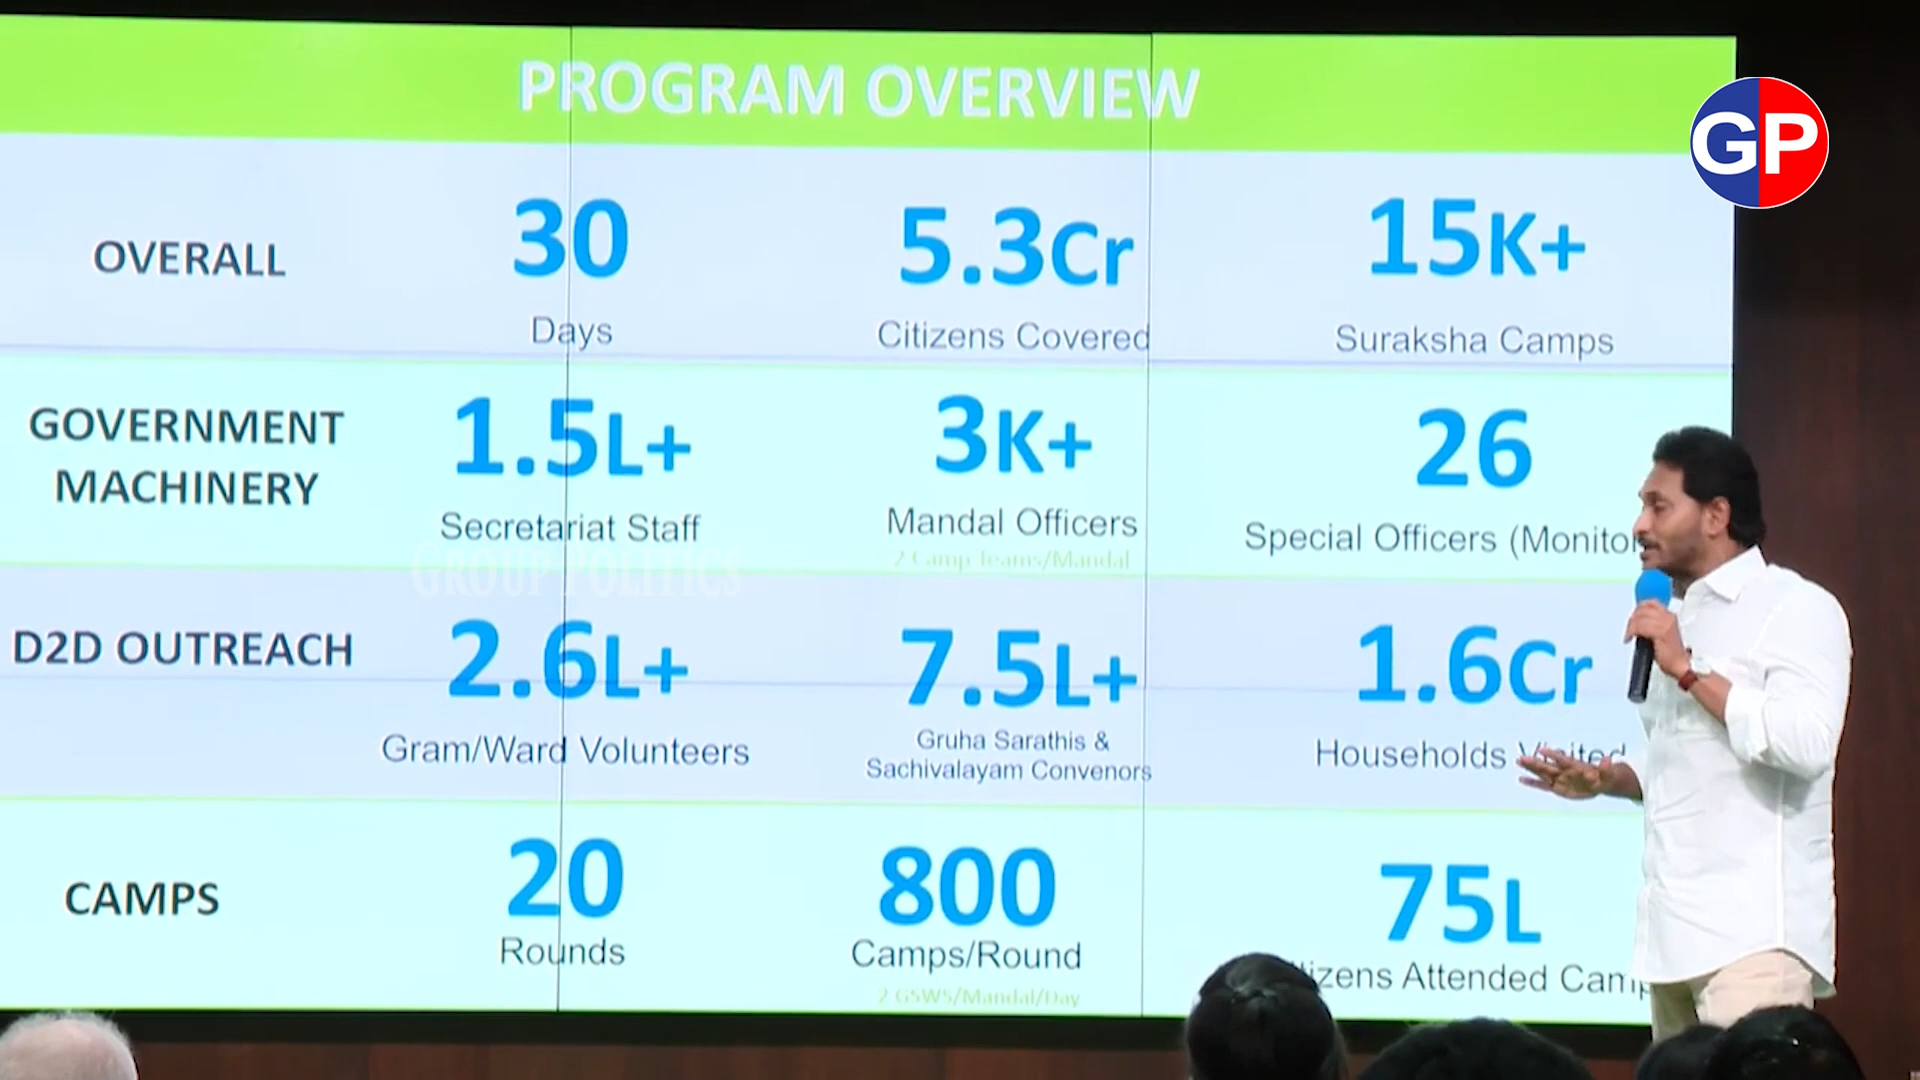 PROGRAM OVERVIEW
GP
OVERALL
30
Days
5.3Cr
Citizens Covered
15K+
Suraksha Camps
GOVERNMENT
MACHINERY
1.5L+
Secretariat Staff
3K+
Mandal Officers
2 Camp Teams/Mandal
26
Special Officers
GROUP POLITICS
D2D OUTREACH
2.6L+
Gram/Ward Volunteers
7.5L+
Gruha Sarathis &
Sachivalayam Convenors
1.6Cr
Households Visited
CAMPS
20
Rounds
800
Camps/Round
2 GSWS/Mandal/Day
75L
Attended